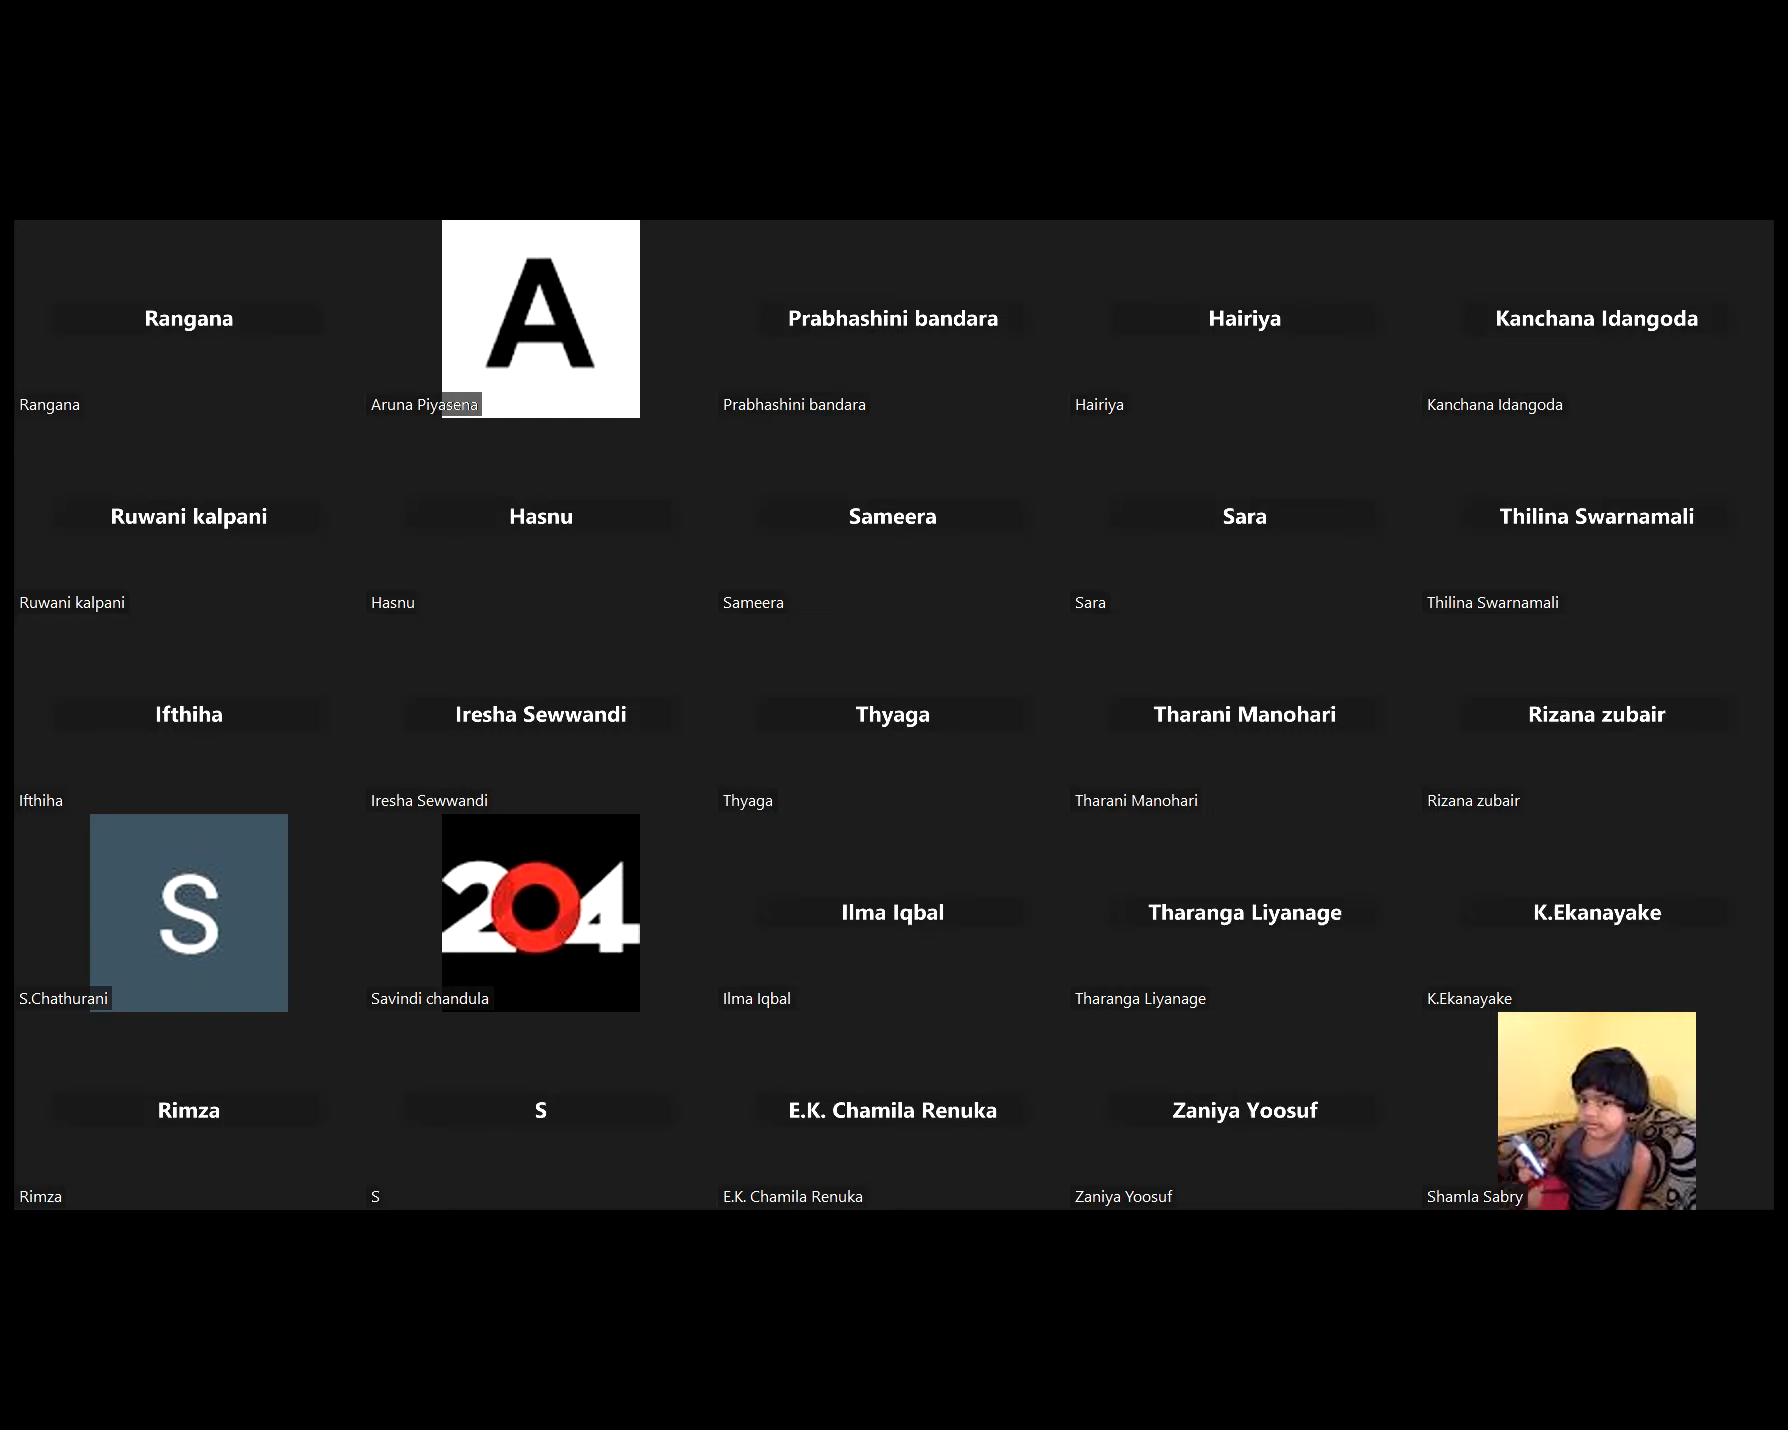 Rangana
A
Prabhashini bandara
Hairiya
Kanchana Idangoda
Rangana
Aruna Piyasena
Prabhashini bandara
Hairiya
Kanchana Idangoda
Ruwani kalpani
Hasnu
Sameera
Sara
Thilina Swarnamali
Ruwani kalpani
Hasnu
Sameera
Sara
Thilina Swarnamali
Ifthiha
Iresha Sewwandi
Thyaga
Tharani Manohari
Rizana zubair
Ifthiha
Iresha Sewwandi
Thyaga
Tharani Manohari
Rizana zubair
S
204
Ilma Iqbal
Tharanga Liyanage
K.Ekanayake
S.Chathurani
Savindi chandula
Ilma Iqbal
Tharanga Liyanage
K.Ekanayake
Rimza
S
E.K. Chamila Renuka
Zaniya Yoosuf
Rimza
S
E.K. Chamila Renuka
Zaniya Yoosuf
Shamla Sabry